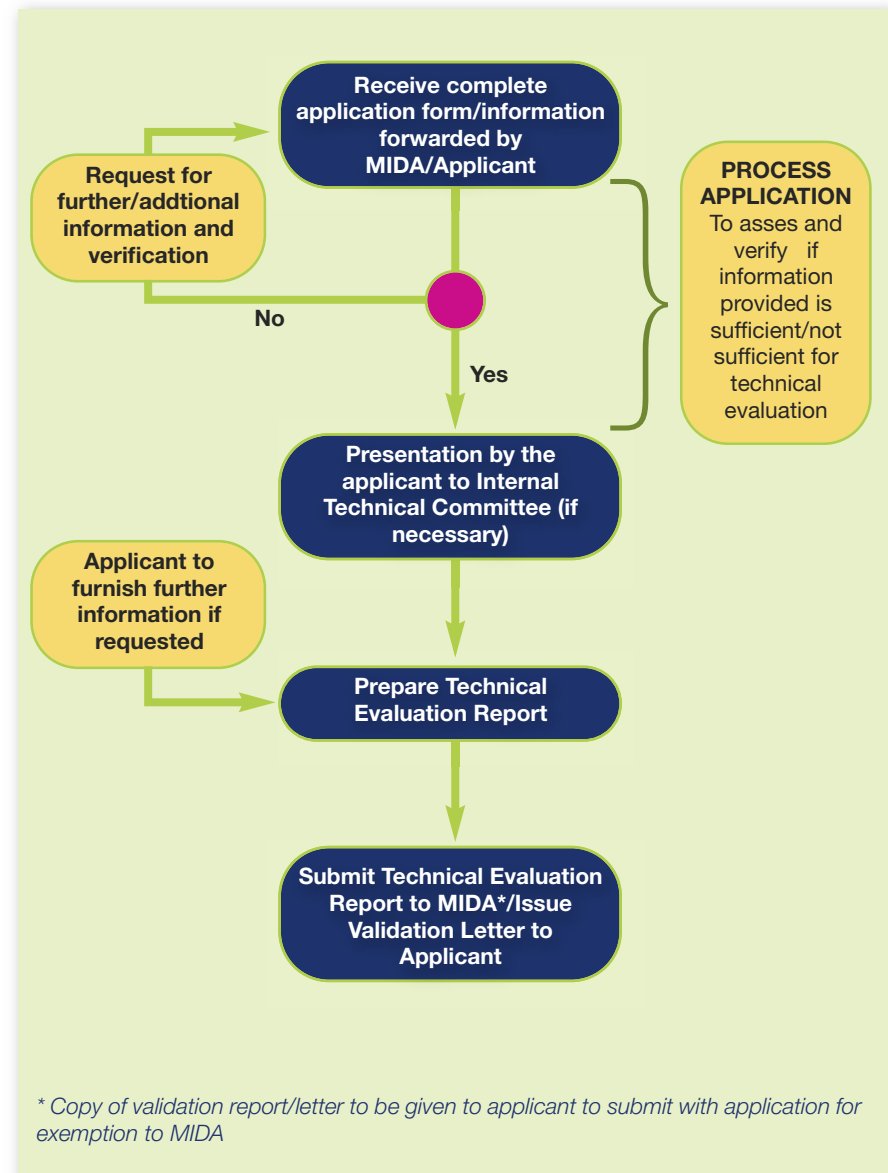 Receive complete
application form/information
forwarded by
MIDA/Applicant
Request for
further/addtional
information and
verification
PROCESS
APPLICATION
To asses and
verify if
information
provided is
sufficient/not
sufficient for
technical
evaluation
No
Yes
Presentation by the
applicant to Internal
Technical Committee (if
necessary)
Applicant to
furnish further
information if
requested
Prepare Technical
Evaluation Report
Submit Technical Evaluation
Report to MIDA*/Issue
Validation Letter to
Applicant
* Copy of validation report/letter to be given to applicant to submit with application for
exemption to MIDA